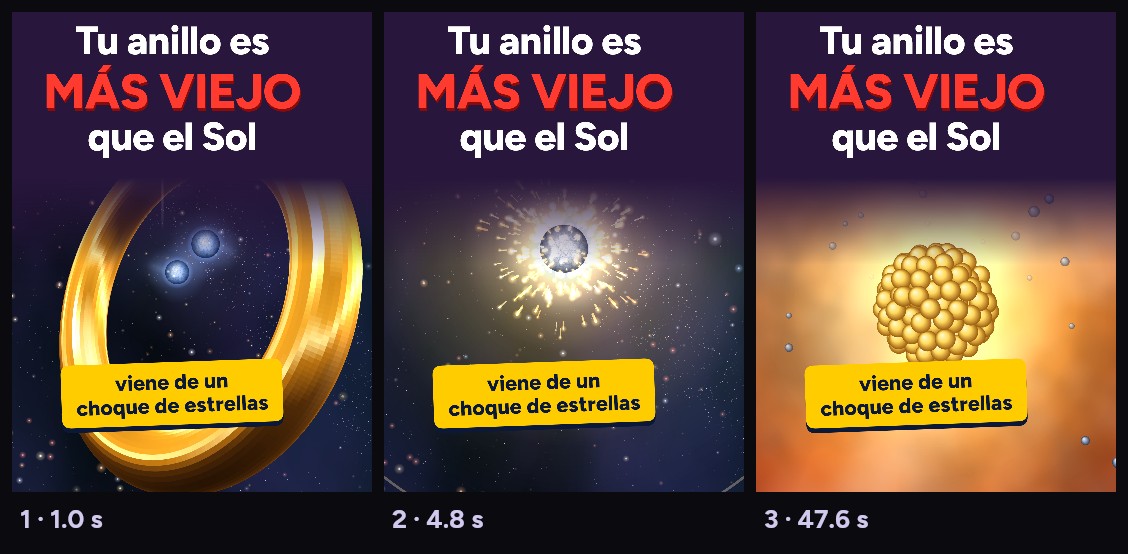 Tu anillo es
MÁS VIEJO
que el Sol
viene de un
choque de estrellas
1 · 1.0 s
Tu anillo es
MÁS VIEJO
que el Sol
viene de un
choque de estrellas
2 · 4.8 s
Tu anillo es
MÁS VIEJO
que el Sol
viene de un
choque de estrellas
3 · 47.6 s